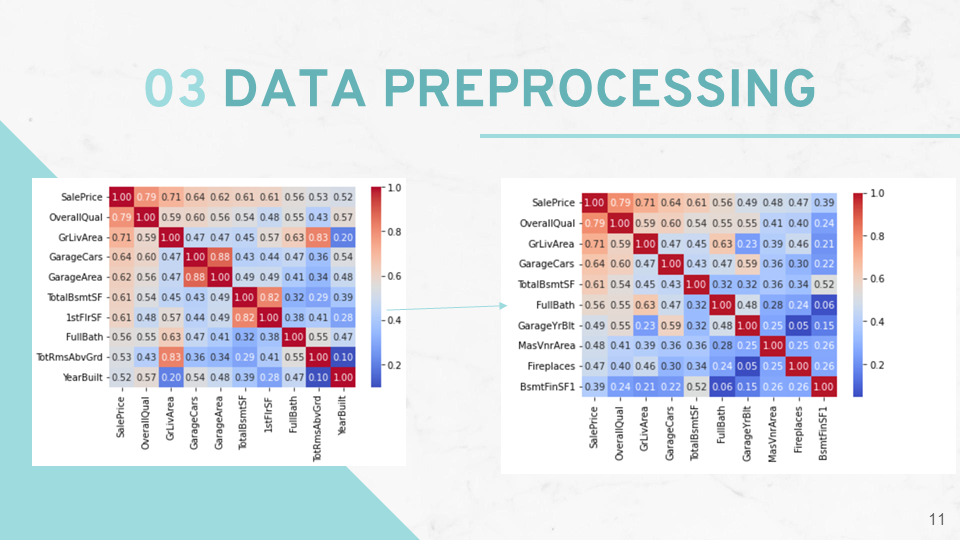 03 DATA PREPROCESSING
SalePrice 1.00 0.79 0.71 0.64 0.62 0.61 0.61 0.56 0.53 0.52
OverallQual 0.79 1.00 0.59 0.60 0.56 0.54 0.48 0.55 0.43 0.57
GrLivArea 0.71 0.59 1.00 0.47 0.47 0.45 0.57 0.63 0.83 0.20
GarageCars 0.64 0.60 0.47 1.00 0.88 0.43 0.44 0.47 0.36 0.54
GarageArea 0.62 0.56 0.47 0.88 1.00 0.49 0.49 0.41 0.34 0.48
TotalBsmtSF 0.61 0.54 0.45 0.43 0.49 1.00 0.82 0.32 0.29 0.39
1stFlrSF 0.61 0.48 0.57 0.44 0.49 0.82 1.00 0.38 0.41 0.28
FullBath 0.56 0.55 0.63 0.47 0.41 0.32 0.38 1.00 0.55 0.47
TotRmsAbvGrd 0.53 0.43 0.83 0.36 0.34 0.29 0.41 0.55 1.00 0.10
YearBuilt 0.52 0.57 0.20 0.54 0.48 0.39 0.28 0.47 0.10 1.00
SalePrice OverallQual GrLivArea GarageCars GarageArea TotalBsmtSF 1stFlrSF FullBath TotRmsAbvGrd YearBuilt
1.0
0.8
0.6
0.4
0.2
SalePrice 1.00 0.79 0.71 0.64 0.61 0.56 0.49 0.48 0.47 0.39
OverallQual 0.79 1.00 0.59 0.60 0.54 0.55 0.55 0.41 0.40 0.24
GrLivArea 0.71 0.59 1.00 0.47 0.45 0.63 0.23 0.39 0.46 0.21
GarageCars 0.64 0.60 0.47 1.00 0.43 0.47 0.59 0.36 0.30 0.22
TotalBsmtSF 0.61 0.54 0.45 0.43 1.00 0.32 0.32 0.36 0.34 0.52
FullBath 0.56 0.55 0.63 0.47 0.32 1.00 0.48 0.28 0.24 0.06
GarageYrBlt 0.49 0.55 0.23 0.59 0.32 0.48 1.00 0.25 0.05 0.15
MasVnrArea 0.48 0.41 0.39 0.36 0.36 0.28 0.25 1.00 0.25 0.26
Fireplaces 0.47 0.40 0.46 0.30 0.34 0.24 0.05 0.25 1.00 0.26
BsmtFinSF1 0.39 0.24 0.21 0.22 0.52 0.06 0.15 0.26 0.26 1.00
SalePrice OverallQual GrLivArea GarageCars TotalBsmtSF FullBath GarageYrBlt MasVnrArea Fireplaces BsmtFinSF1
1.0
0.8
0.6
0.4
0.2
11